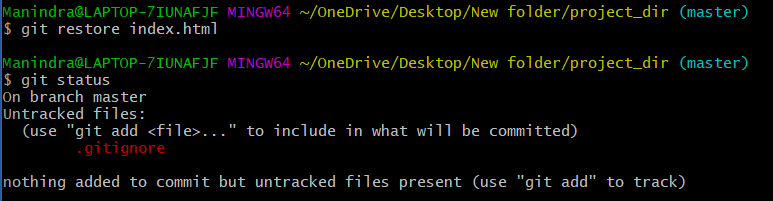 Manindra@LAPTOP-7IUNAFJF MINGW64 ~/OneDrive/Desktop/New folder/project_dir (master)
$ git restore index.html
Manindra@LAPTOP-7IUNAFJF MINGW64 ~/OneDrive/Desktop/New folder/project_dir (master)
$ git status
On branch master
Untracked files:
  (use "git add <file>..." to include in what will be committed)
        .gitignore
nothing added to commit but untracked files present (use "git add" to track)